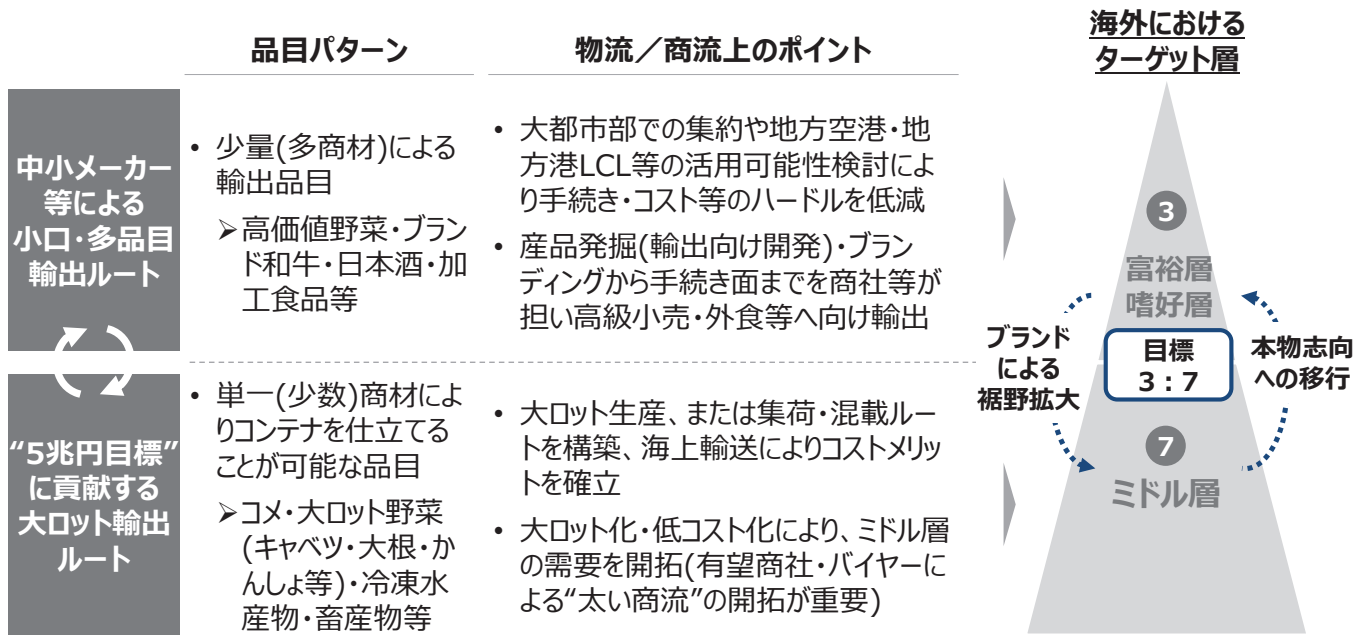 品目パターン
物流／商流上のポイント
海外における
ターゲット層
中小メーカー
等による
小口・多品目
輸出ルート
• 少量(多商材)による
輸出品目
➢高価値野菜・ブラン
ド和牛・日本酒・加
工食品等
• 大都市部での集約や地方空港・地
方港LCL等の活用可能性検討によ
り手続き・コスト等のハードルを低減
• 産品発掘(輸出向け開発)・ブラン
ディングから手続き面までを商社等が
担い高級小売・外食等へ向け輸出
“5兆円目標”
に貢献する
大ロット輸出
ルート
• 単一(少数)商材によ
りコンテナを仕立てる
ことが可能な品目
➢コメ・大ロット野菜
(キャベツ・大根・か
んしょ等)・冷凍水
産物・畜産物等
• 大ロット生産、または集荷・混載ルー
トを構築、海上輸送によりコストメリッ
トを確立
• 大ロット化・低コスト化により、ミドル層
の需要を開拓(有望商社・バイヤーに
よる“太い商流”の開拓が重要)
3
富裕層
嗜好層
ブランド
による
裾野拡大
目標
3：7
本物志向
への移行
7
ミドル層